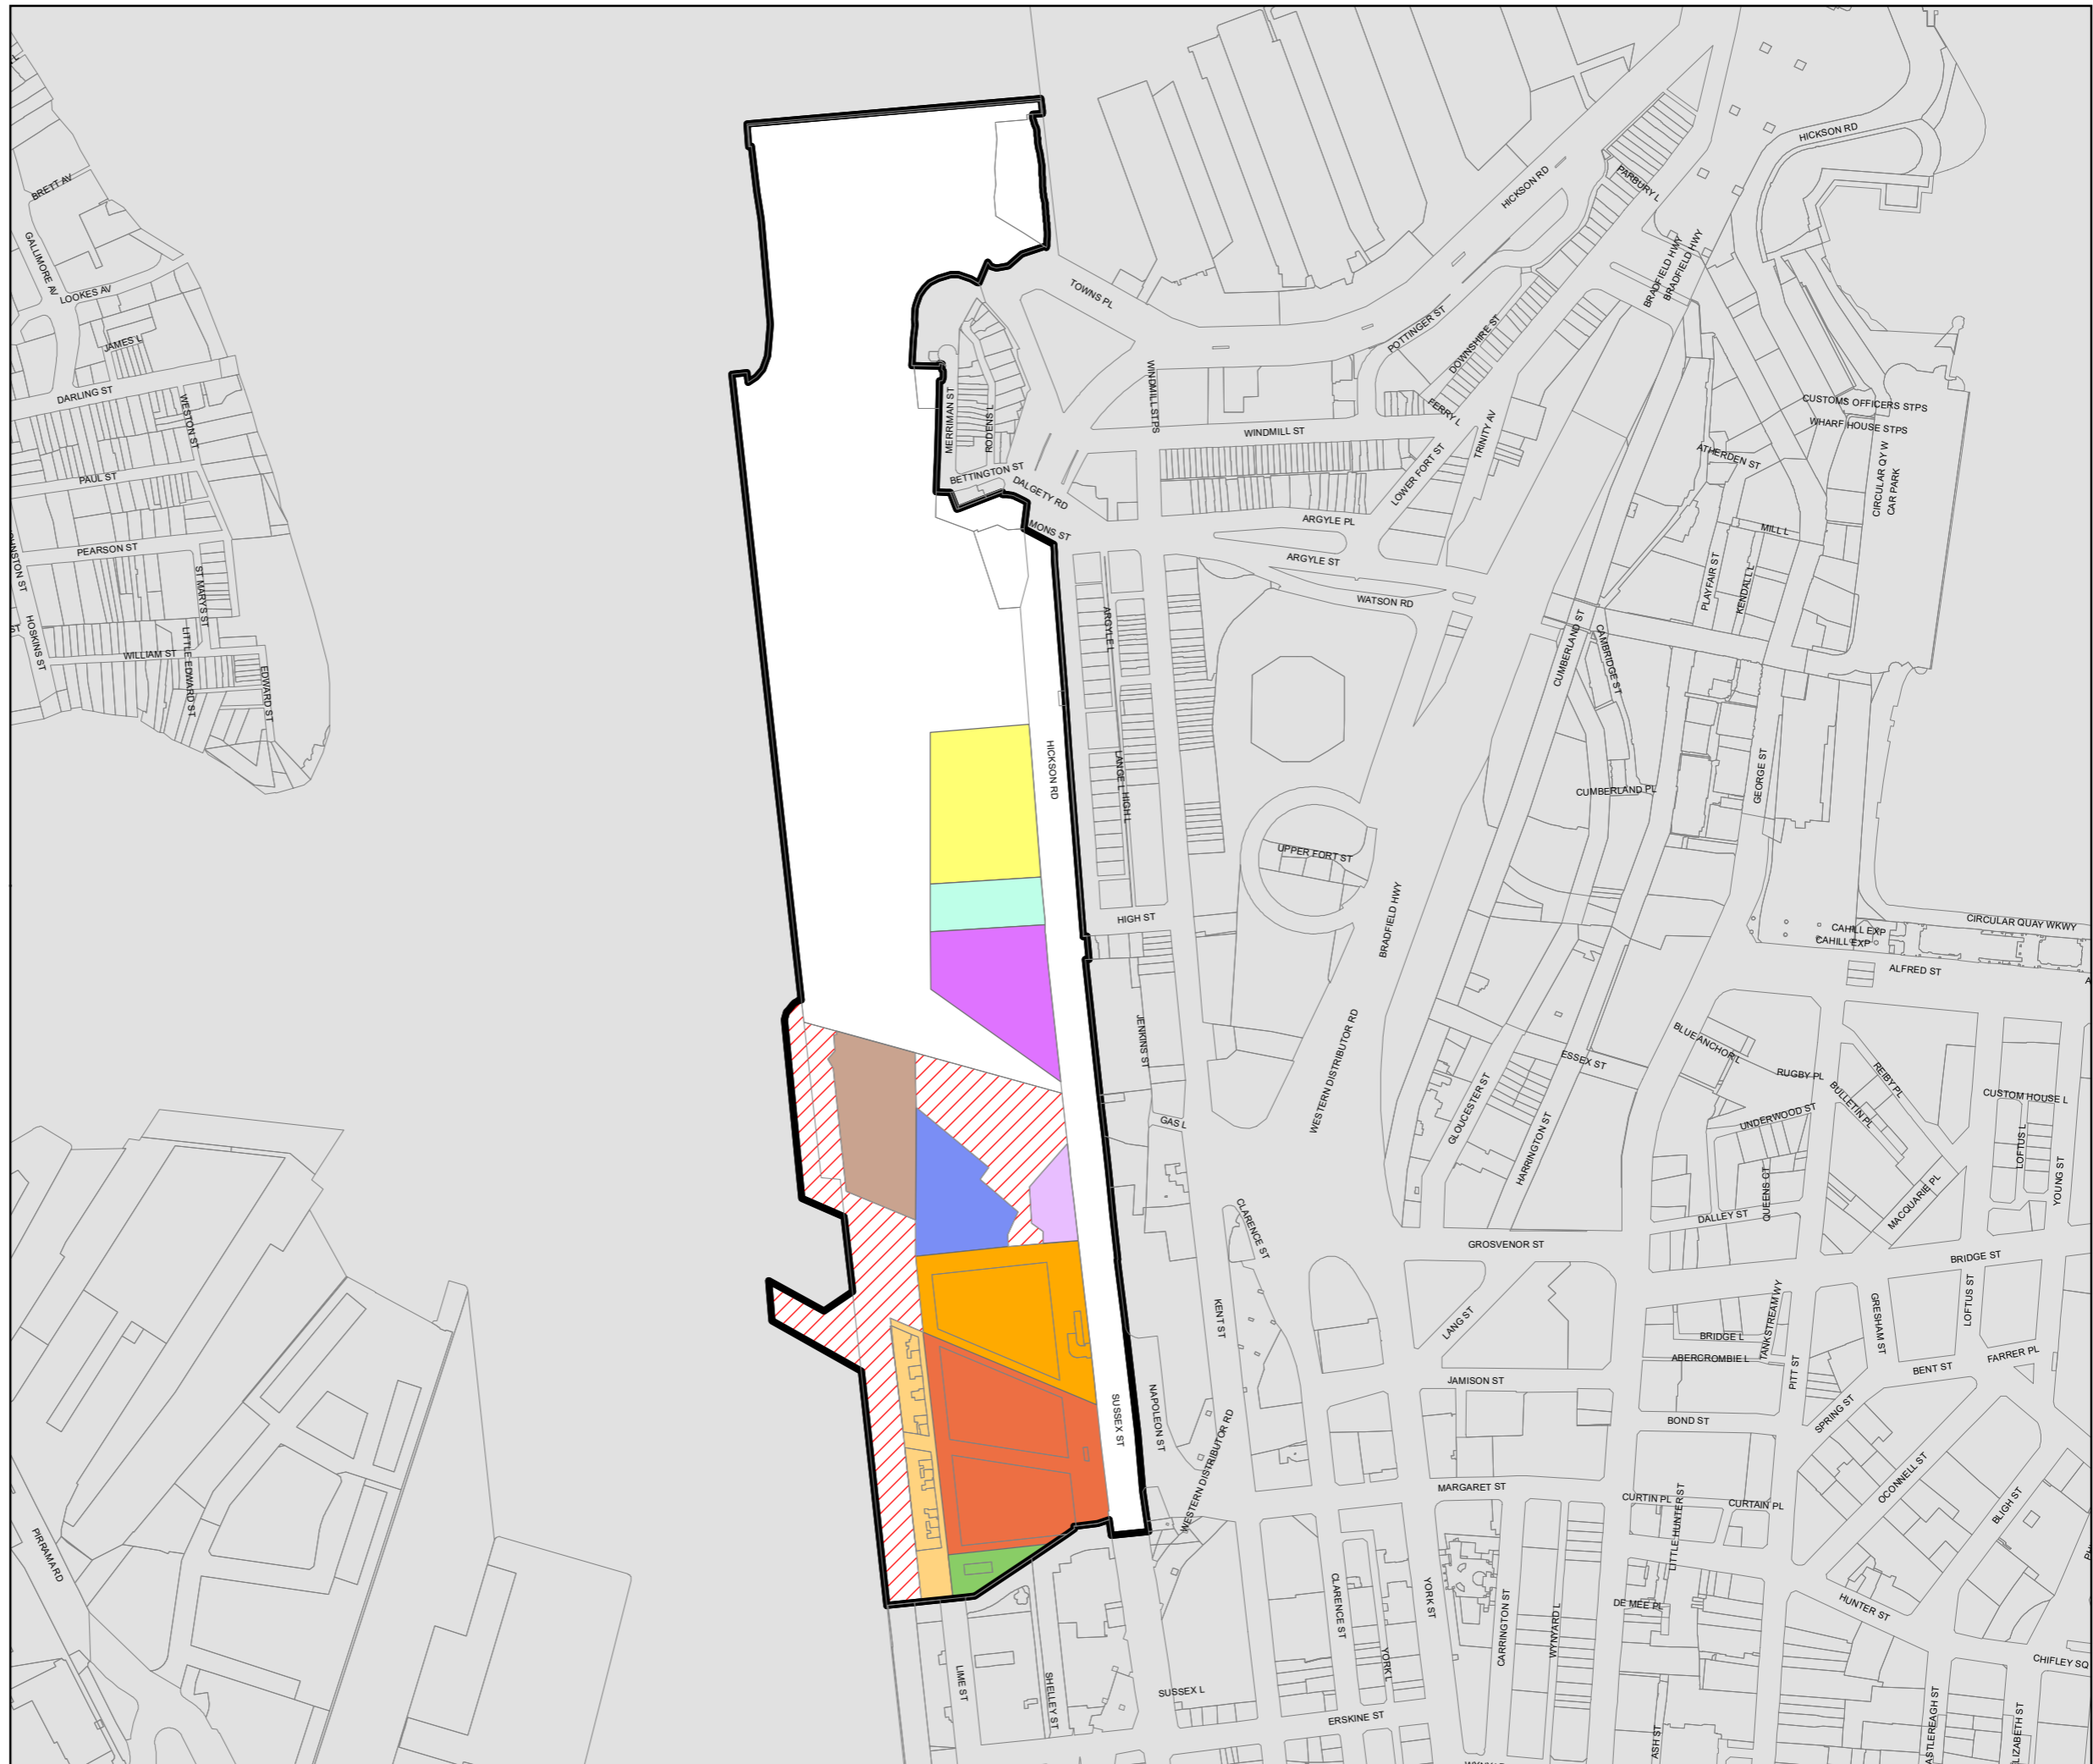 HICKSON RD
BRETT AV
PARBURY L
HICKSON RD
GALLIMORE AV
BRADFIELD HWY
BRADFIELD HWY
LOOKES AV
TOWNS PL
JAMES L
POTTINGER ST
DOWNSHIRE ST
DARLING ST
WESTON ST
WINDMILL STPS
MERRIMAN ST
RODENS L
FERRY L
CUSTOMS OFFICERS STPS
WHARF HOUSE STPS
WINDMILL ST
TRINITY AV
ATHERDEN ST
CIRCULAR QY W
CAR PARK
PAUL ST
BETTINGTON ST
DALGETY RD
LOWER FORT ST
MONS ST
ARGYLE PL
MILL L
PEARSON ST
ARGYLE ST
PLAYFAIR ST
KENDALL L
ST MARYS ST
WATSON RD
HOSKINS ST
ARGYLE L
CUMBERLAND ST
CAMBRIDGE ST
WILLIAM ST
LITTLE EDWARD ST
EDWARD ST
HICKSON RD
LANCE L
HIGH L
CUMBERLAND PL
GEORGE ST
UPPER FORT ST
HIGH ST
BRADFIELD HWY
CIRCULAR QUAY WKWY
CAHILL EXP
CAHILL EXP
ALFRED ST
JENKINS ST
WESTERN DISTRIBUTOR RD
BLUE ANCHOR L
ESSEX ST
RUGBY PL
REIBY PL
BULLETIN PL
CUSTOM HOUSE L
GLOUCESTER ST
HARRINGTON ST
GAS L
UNDERWOOD ST
LOFTUS L
YOUNG ST
QUEENS CT
MACQUARIE PL
DALLEY ST
CLARENCE ST
GROSVENOR ST
BRIDGE ST
KENT ST
LANG ST
TANKSTREAM WY
GRESHAM ST
LOFTUS ST
BRIDGE L
ABERCROMBIE L
FARRER PL
BENT ST
PITT ST
JAMISON ST
SUSSEX ST
NAPOLEON ST
BOND ST
SPRING ST
WESTERN DISTRIBUTOR RD
MARGARET ST
OCONNELL ST
CURTIN PL
CURTAIN PL
LITTLE HUNTER ST
BLIGH ST
PIRRAMA RD
CLARENCE ST
YORK ST
CARRINGTON ST
WYNYARD L
DE MEE PL
HUNTER ST
CHIFLEY SQ
LIME ST
SHELLEY ST
YORK L
SUSSEX L
ERSKINE ST
ASH ST
ASTLEREAGH ST
LIZABETH ST